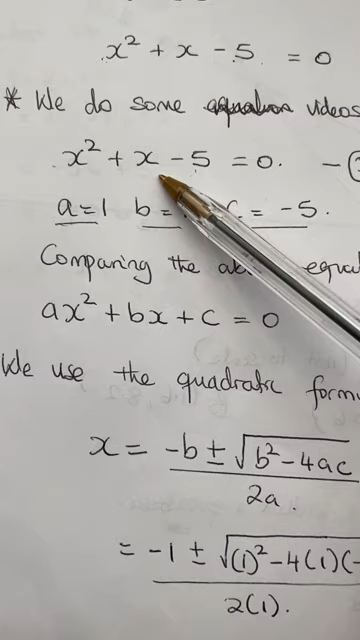 x² + x - 5 = 0
* We do some videos
x² + x - 5 = 0. - (
a = 1 b = c = -5.
Comparing the
ax² + bx + c = 0
We use the quadratic
x = -b ± √b² - 4ac
2a.
= -1 ± √(1)² - 4(1)(-
2(1).